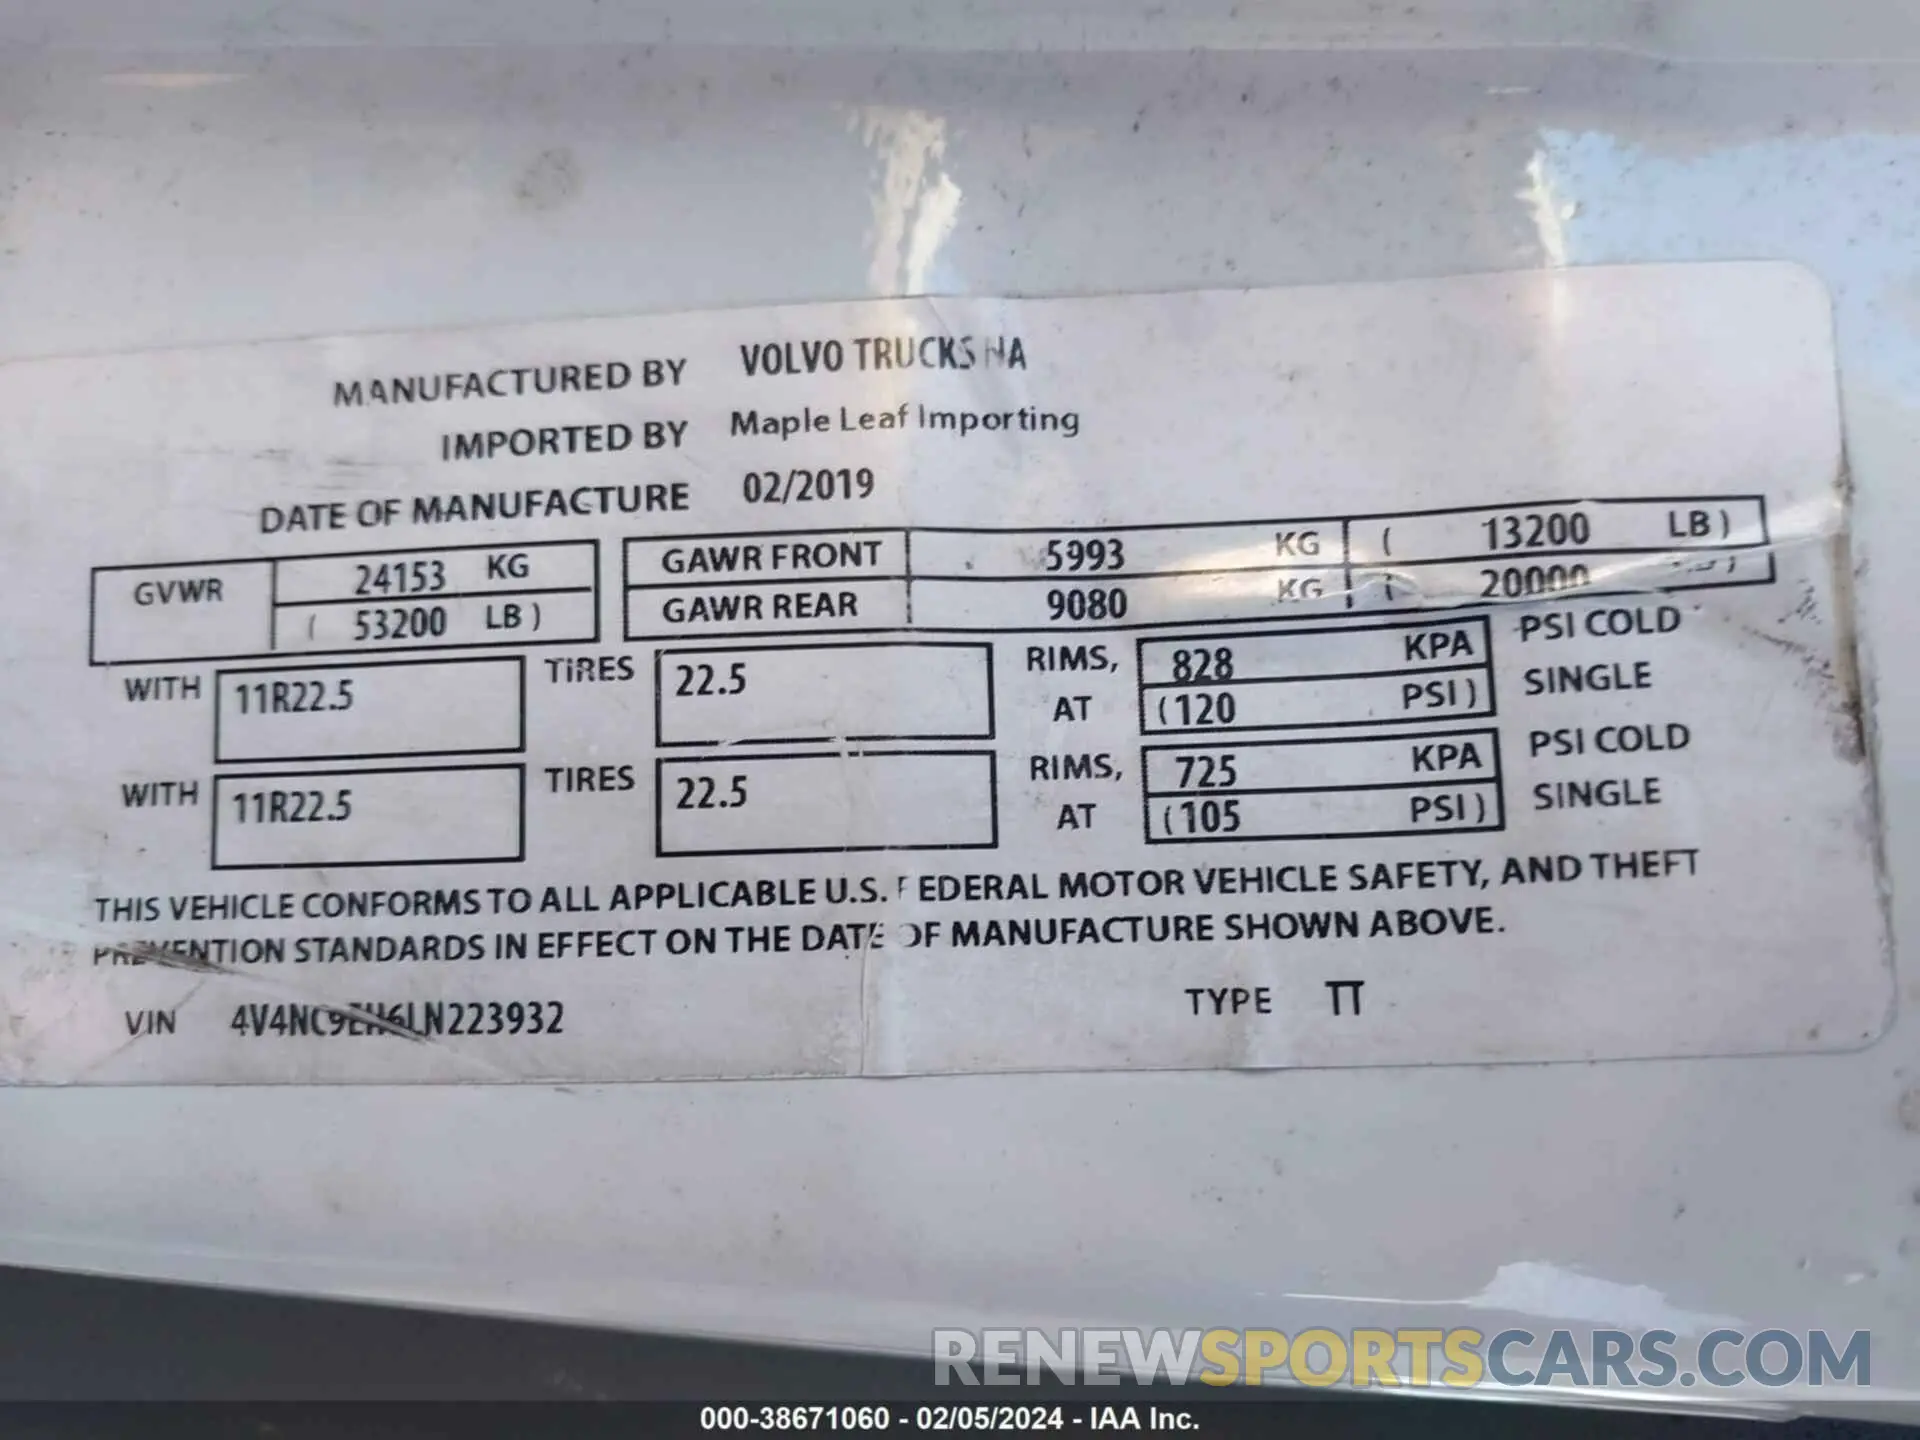 MANUFACTURED BY VOLVO TRUCKS NA
IMPORTED BY Maple Leaf Importing
DATE OF MANUFACTURE 02/2019
GVWR 24153 KG
( 53200 LB )
GAWR FRONT 5993 KG ( 13200 LB )
GAWR REAR 9080 KG ( 20000 )
WITH 11R22.5 TIRES 22.5 RIMS, 828 KPA PSI COLD
AT (120 PSI ) SINGLE
WITH 11R22.5 TIRES 22.5 RIMS, 725 KPA PSI COLD
AT (105 PSI ) SINGLE
THIS VEHICLE CONFORMS TO ALL APPLICABLE U.S. FEDERAL MOTOR VEHICLE SAFETY, AND THEFT
PREVENTION STANDARDS IN EFFECT ON THE DATE OF MANUFACTURE SHOWN ABOVE.
VIN 4V4NC9EH6LN223932 TYPE TT
RENEWSPORTSCARS.COM
000-38671060 - 02/05/2024 - IAA Inc.